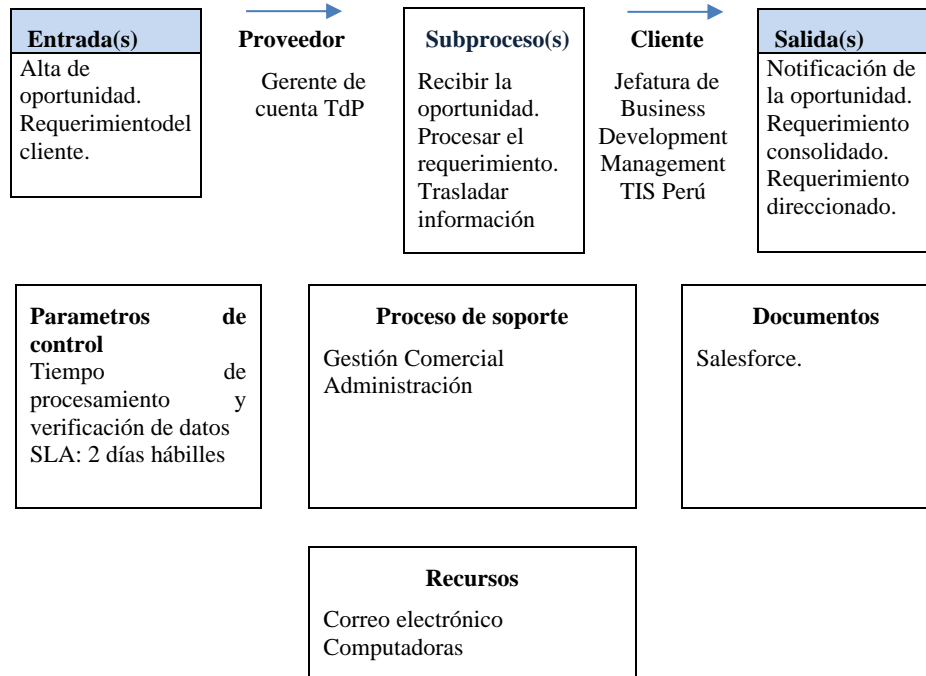 Entrada(s)
Alta de
oportunidad.
Requerimientodel
cliente.
Proveedor
Gerente de
cuenta TdP
Subproceso(s)
Recibir la
oportunidad.
Procesar el
requerimiento.
Trasladar
información
Cliente
Jefatura de
Business
Development
Management
TIS Perú
Salida(s)
Notificación de
la oportunidad.
Requerimiento
consolidado.
Requerimiento
direccionado.
Parametros de
control
Tiempo de
procesamiento y
verificación de datos
SLA: 2 días hábilles
Proceso de soporte
Gestión Comercial
Administración
Documentos
Salesforce.
Recursos
Correo electrónico
Computadoras